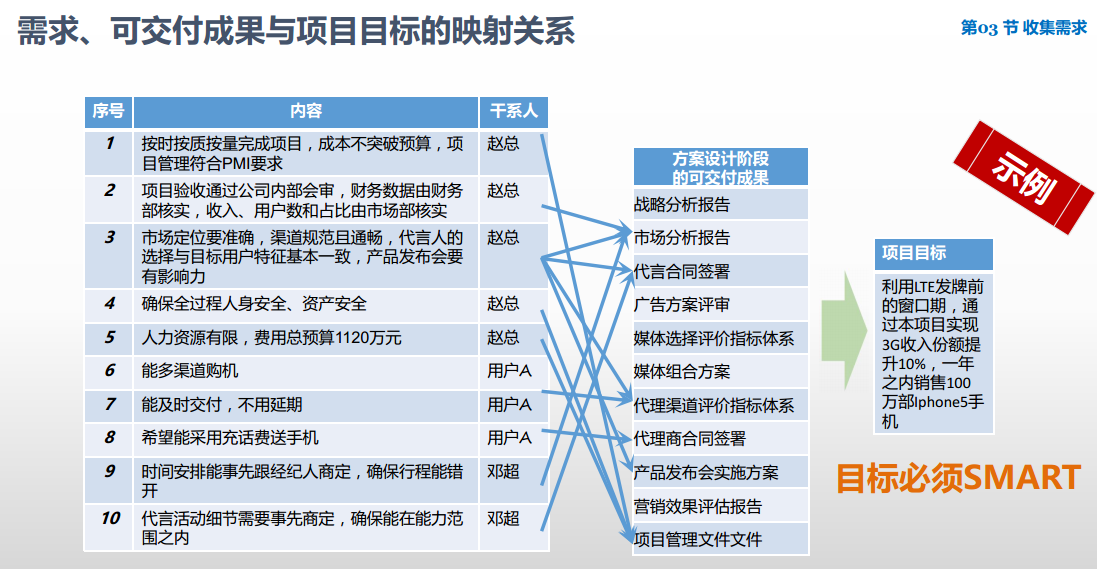 需求、可交付成果与项目目标的映射关系
第03 节 收集需求
序号 内容 干系人
1 按时按质按量完成项目，成本不突破预算，项 赵总
目管理符合PMI要求
2 项目验收通过公司内部会审，财务数据由财务 赵总
部核实，收入、用户数和占比由市场部核实
3 市场定位要准确，渠道规范且通畅，代言人的 赵总
选择与目标用户特征基本一致，产品发布会要
有影响力
4 确保全过程人身安全、资产安全 赵总
5 人力资源有限，费用总预算1120万元 赵总
6 能多渠道购机 用户A
7 能及时交付，不用延期 用户A
8 希望能采用充话费送手机 用户A
9 时间安排能事先跟经纪人商定，确保行程能错 邓超
开
10 代言活动细节需要事先商定，确保能在能力范 邓超
围之内
方案设计阶段
的可交付成果
战略分析报告
市场分析报告
代言合同签署
广告方案评审
媒体选择评价指标体系
媒体组合方案
代理渠道评价指标体系
代理商合同签署
产品发布会实施方案
营销效果评估报告
项目管理文件文件
示例
项目目标
利用LTE发牌前
的窗口期，通
过本项目实现
3G收入份额提
升10%，一年
之内销售100
万部Iphone5手
机
目标必须SMART